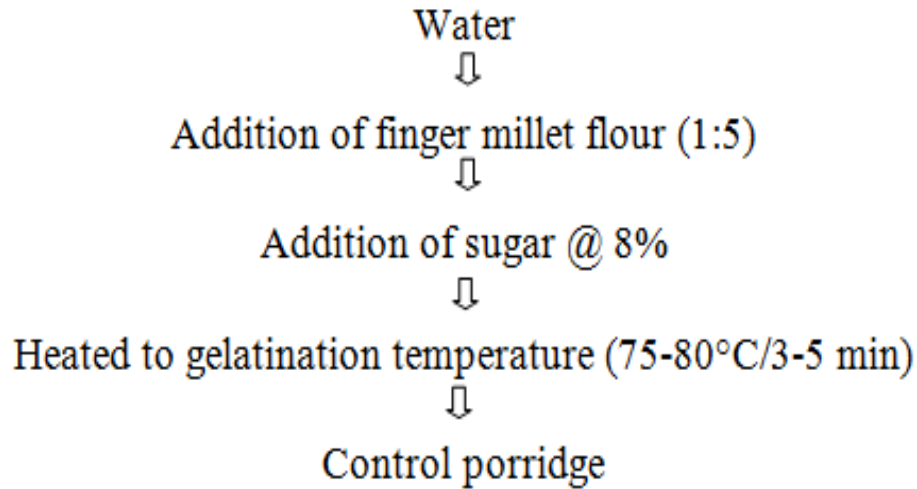 Water
⇩
Addition of finger millet flour (1:5)
⇩
Addition of sugar @ 8%
⇩
Heated to gelatination temperature (75-80°C/3-5 min)
⇩
Control porridge